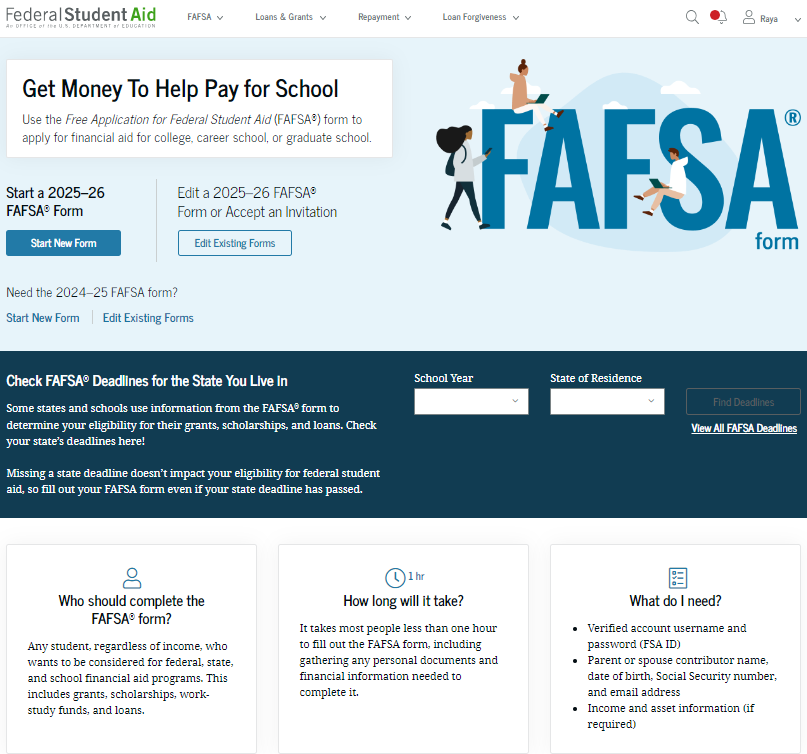 Federal Student Aid
An OFFICE of the U.S. DEPARTMENT of EDUCATION
FAFSA
Loans & Grants
Repayment
Loan Forgiveness
Raya
Get Money To Help Pay for School
Use the Free Application for Federal Student Aid (FAFSA®) form to
apply for financial aid for college, career school, or graduate school.
FAFSA®
form
Start a 2025–26
FAFSA® Form
Start New Form
Edit a 2025–26 FAFSA®
Form or Accept an Invitation
Edit Existing Forms
Need the 2024–25 FAFSA form?
Start New Form
Edit Existing Forms
Check FAFSA® Deadlines for the State You Live In
Some states and schools use information from the FAFSA® form to
determine your eligibility for their grants, scholarships, and loans. Check
your state’s deadlines here!
Missing a state deadline doesn’t impact your eligibility for federal student
aid, so fill out your FAFSA form even if your state deadline has passed.
School Year
State of Residence
Find Deadlines
View All FAFSA Deadlines
Who should complete the
FAFSA® form?
Any student, regardless of income, who
wants to be considered for federal, state,
and school financial aid programs. This
includes grants, scholarships, work-
study funds, and loans.
1 hr
How long will it take?
It takes most people less than one hour
to fill out the FAFSA form, including
gathering any personal documents and
financial information needed to
complete it.
What do I need?
• Verified account username and
password (FSA ID)
• Parent or spouse contributor name,
date of birth, Social Security number,
and email address
• Income and asset information (if
required)